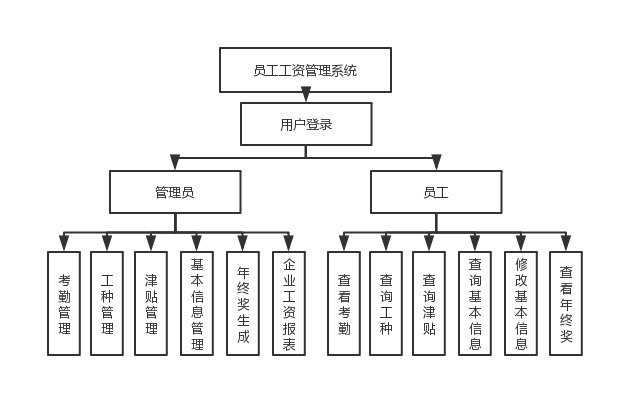 员工工资管理系统
用户登录
管理员
员工
考勤管理
工种管理
津贴管理
基本信息管理
年终奖生成
企业工资报表
查看考勤
查询工种
查询津贴
查询基本信息
修改基本信息
查看年终奖